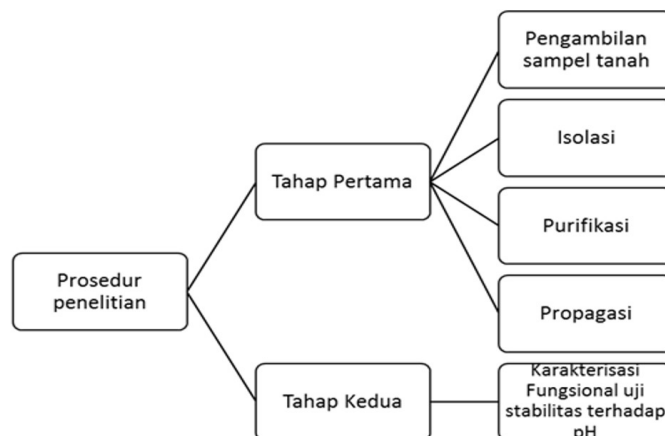 Pengambilan
sampel tanah
Isolasi
Tahap Pertama
Purifikasi
Prosedur
penelitian
Propagasi
Tahap Kedua
Karakterisasi
Fungsional uji
stabilitas terhadap
pH